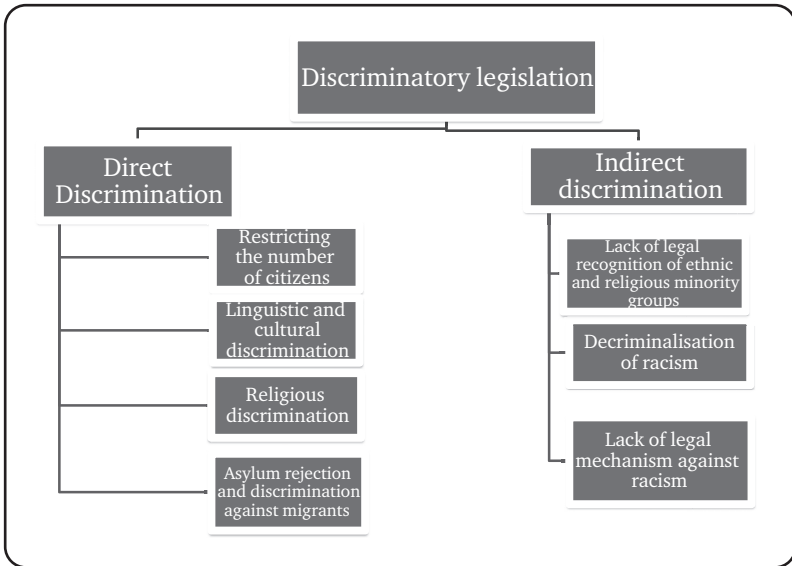 Discriminatory legislation
Direct
Discrimination
Restricting
the number
of citizens
Linguistic and
cultural
discrimination
Religious
discrimination
Asylum rejection
and discrimination
against migrants
Indirect
discrimination
Lack of legal
recognition of ethnic
and religious minority
groups
Decriminalisation
of racism
Lack of legal
mechanism against
racism